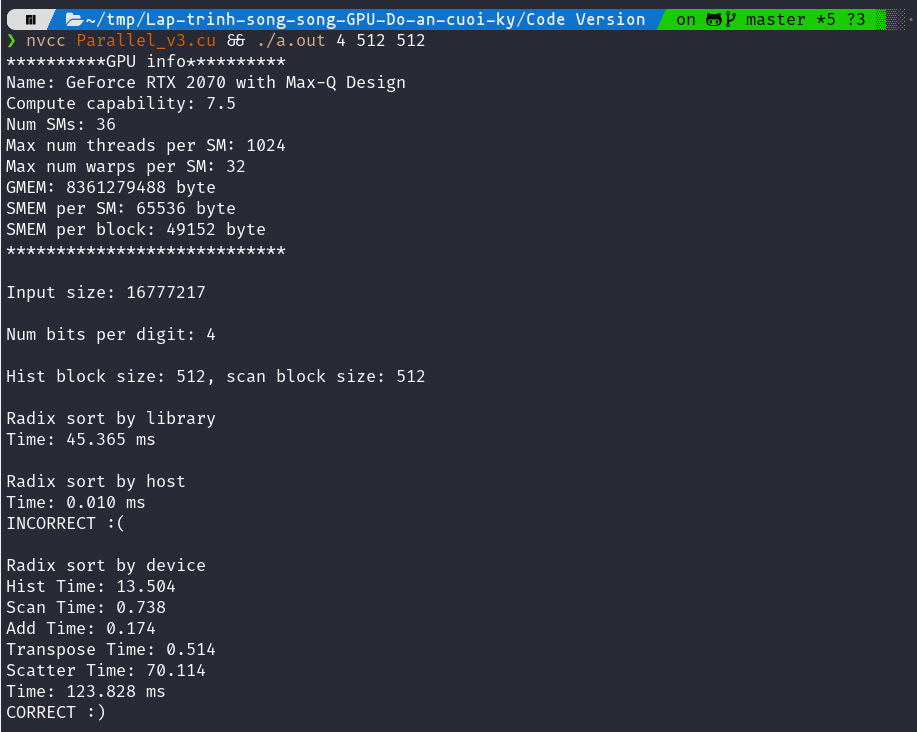 ~/tmp/Lap-trinh-song-song-GPU-Do-an-cuoi-ky/Code Version on master *5 ?3
❯ nvcc Parallel_v3.cu && ./a.out 4 512 512
**********GPU info**********
Name: GeForce RTX 2070 with Max-Q Design
Compute capability: 7.5
Num SMs: 36
Max num threads per SM: 1024
Max num warps per SM: 32
GMEM: 8361279488 byte
SMEM per SM: 65536 byte
SMEM per block: 49152 byte
****************************
Input size: 16777217
Num bits per digit: 4
Hist block size: 512, scan block size: 512
Radix sort by library
Time: 45.365 ms
Radix sort by host
Time: 0.010 ms
INCORRECT :(
Radix sort by device
Hist Time: 13.504
Scan Time: 0.738
Add Time: 0.174
Transpose Time: 0.514
Scatter Time: 70.114
Time: 123.828 ms
CORRECT :)